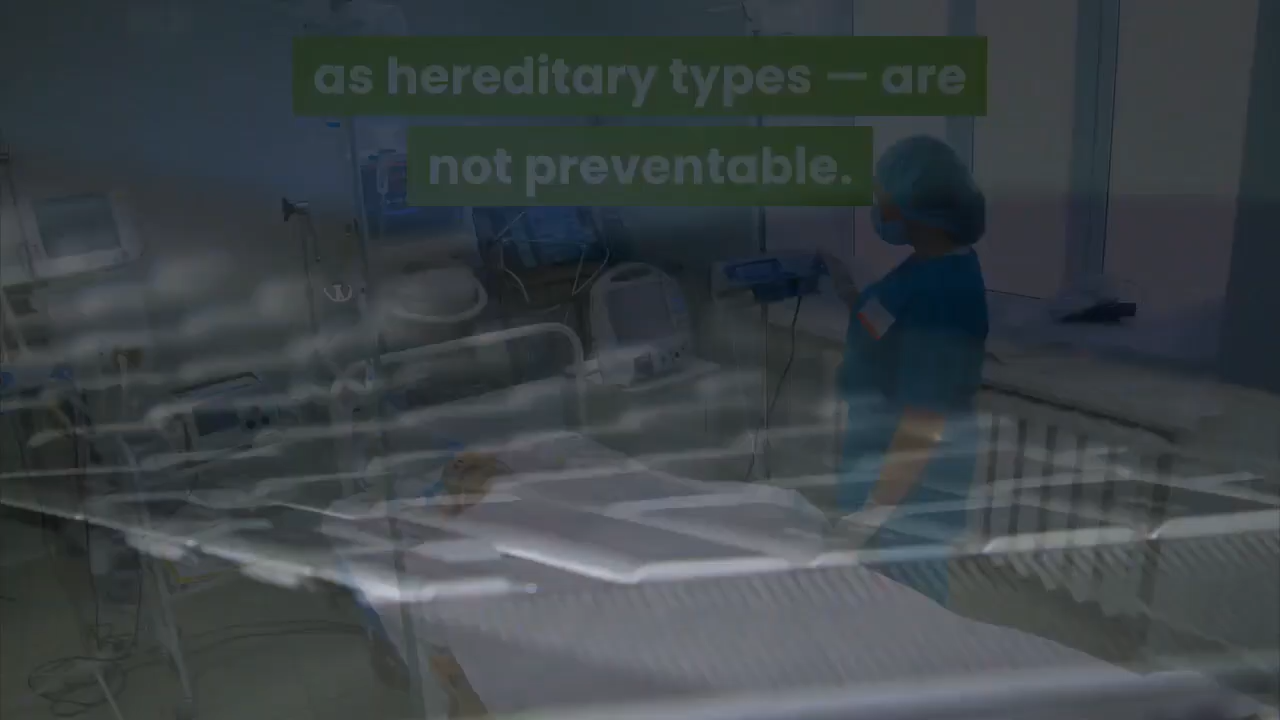 as hereditary types — are
not preventable.